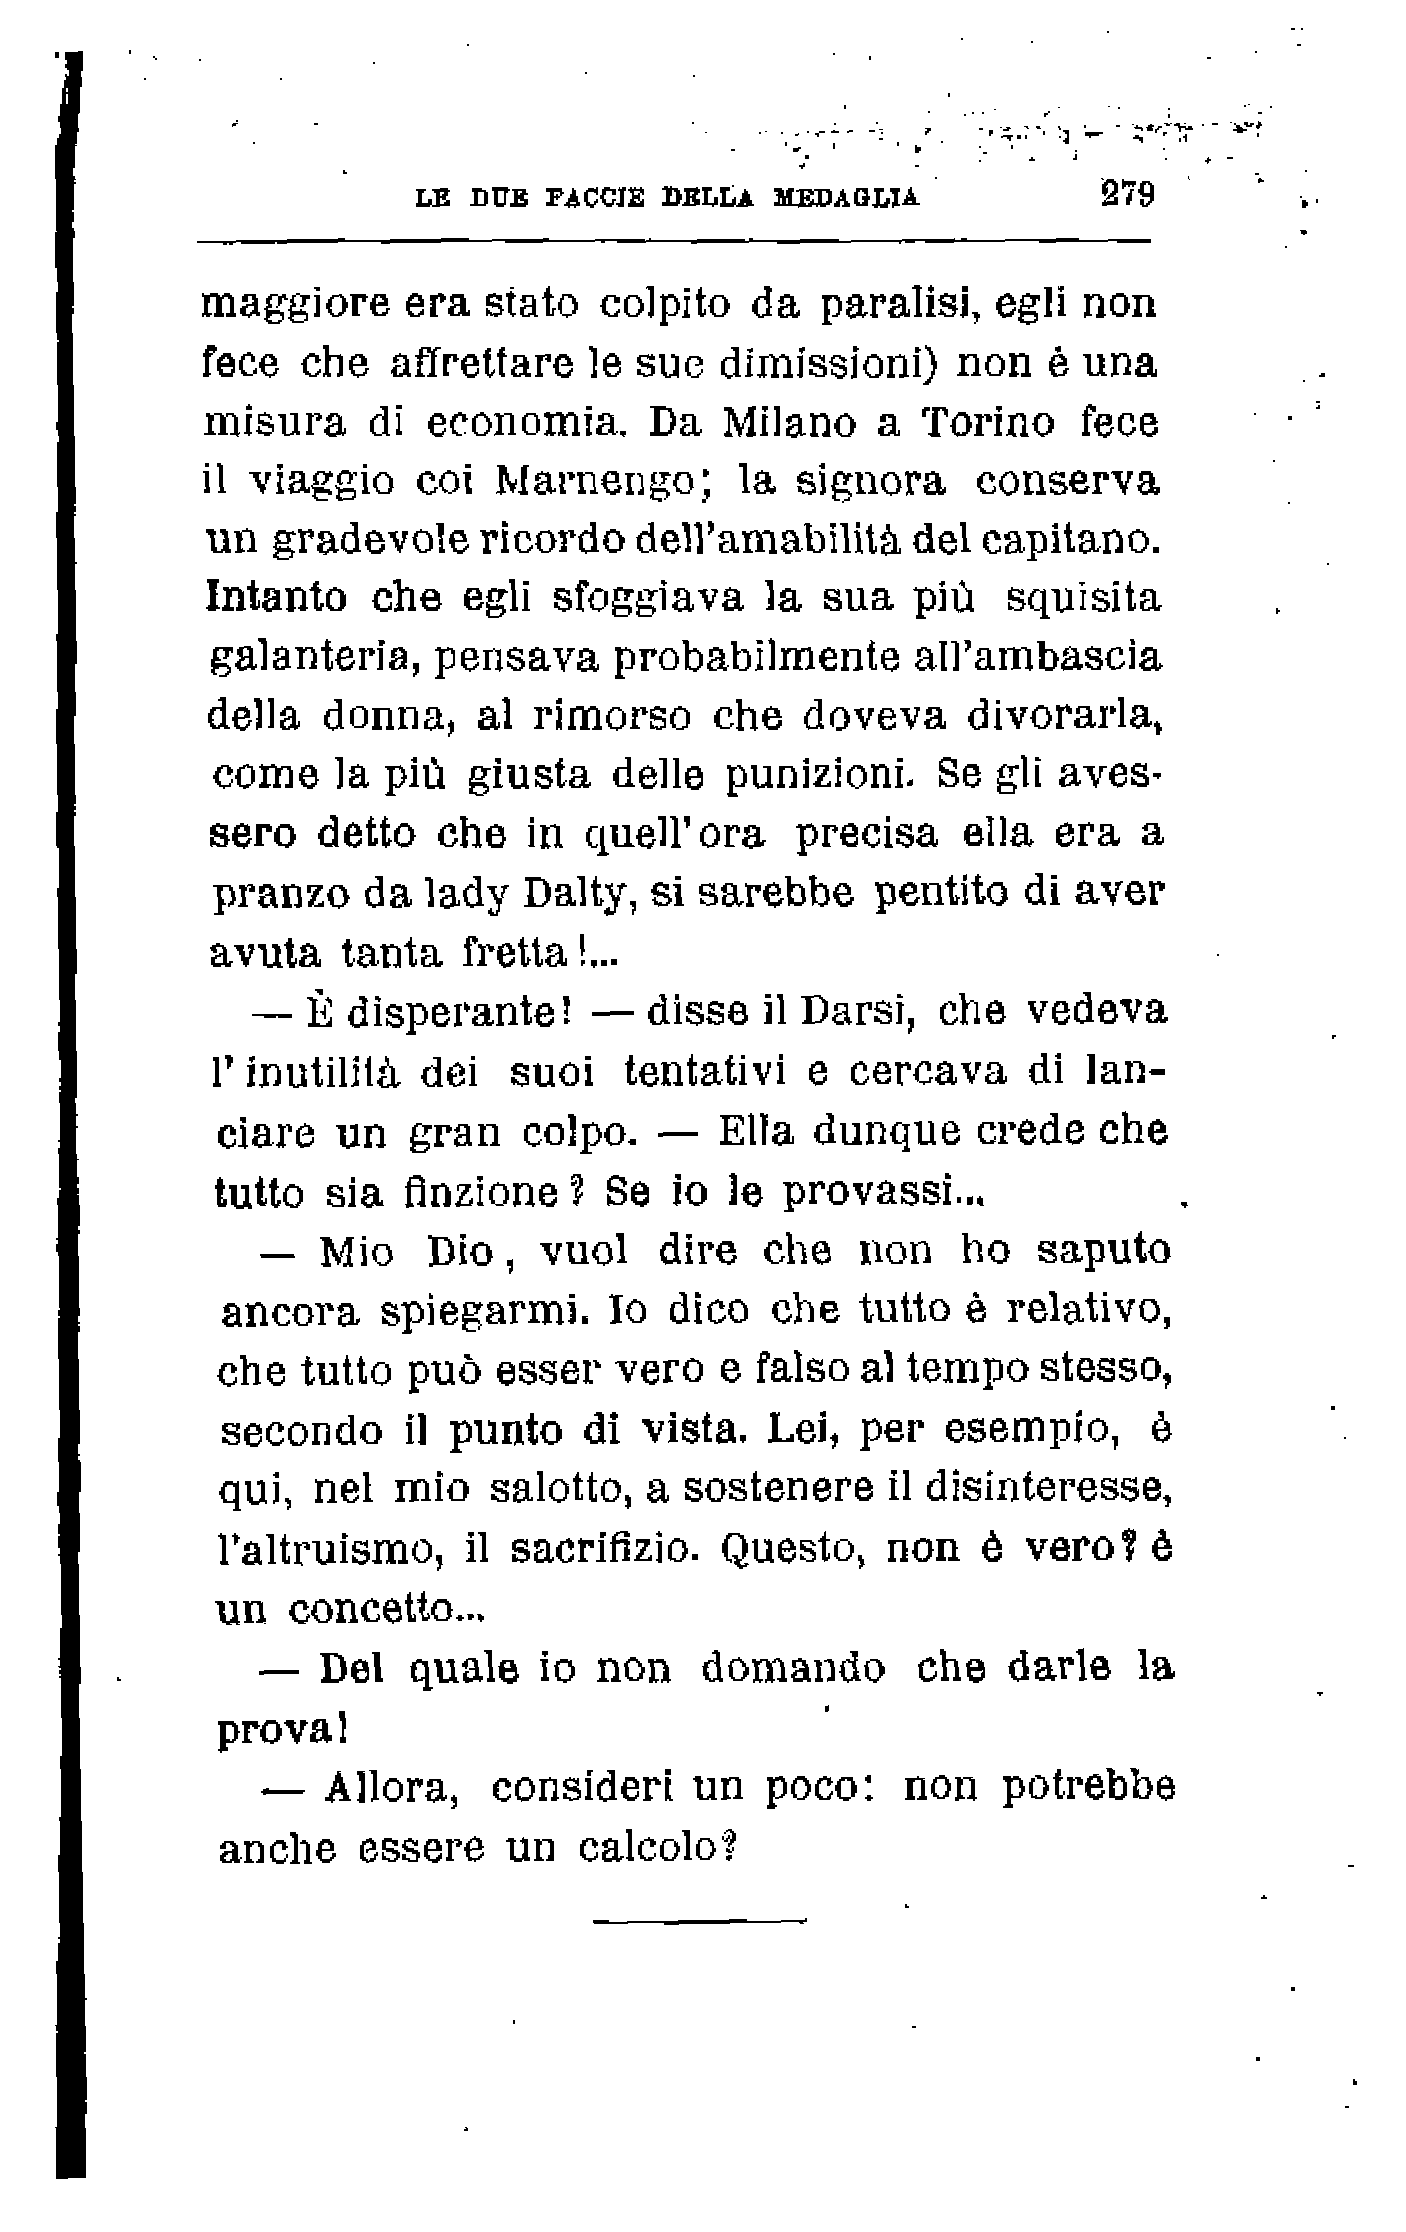 LE DUE FACCIE DELLA MEDAGLIA 279
maggiore era stato colpito da paralisi, egli non
fece che affrettare le sue dimissioni) non è una
misura di economia. Da Milano a Torino fece
il viaggio coi Marnengo; la signora conserva
un gradevole ricordo dell'amabilità del capitano.
Intanto che egli sfoggiava la sua più squisita
galanteria, pensava probabilmente all'ambascia
della donna, al rimorso che doveva divorarla,
come la più giusta delle punizioni. Se gli aves-
sero detto che in quell'ora precisa ella era a
pranzo da lady Dalty, si sarebbe pentito di aver
avuta tanta fretta!...
— È disperante! — disse il Darsi, che vedeva
l'inutilità dei suoi tentativi e cercava di lan-
ciare un gran colpo. — Ella dunque crede che
tutto sia finzione? Se io le provassi...
— Mio Dio, vuol dire che non ho saputo
ancora spiegarmi. Io dico che tutto è relativo,
che tutto può esser vero e falso al tempo stesso,
secondo il punto di vista. Lei, per esempio, è
qui, nel mio salotto, a sostenere il disinteresse,
l'altruismo, il sacrifizio. Questo, non è vero? è
un concetto...
— Del quale io non domando che darle la
prova!
— Allora, consideri un poco: non potrebbe
anche essere un calcolo?